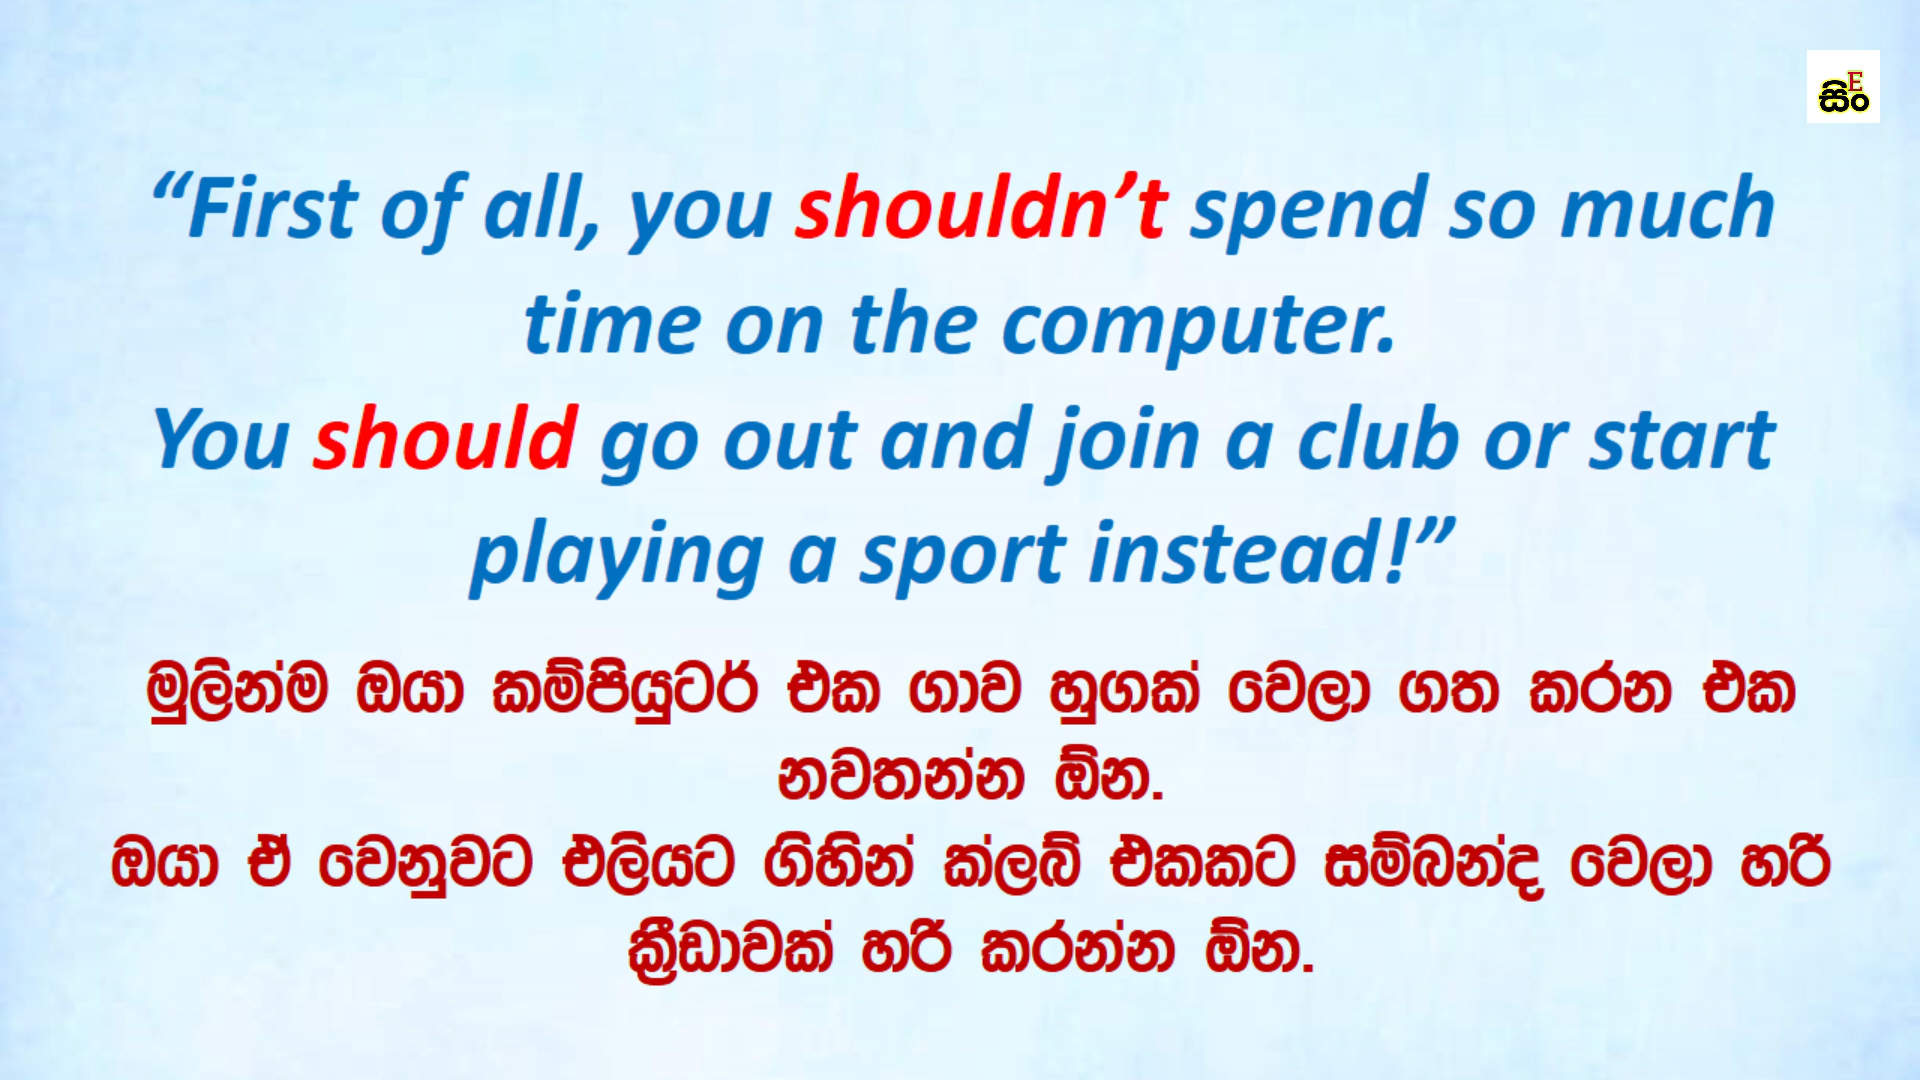 E
සිං
“First of all, you shouldn’t spend so much
time on the computer.
You should go out and join a club or start
playing a sport instead!”
මුලින්ම ඔයා කම්පියුටර් එක ගාව හුගක් වෙලා ගත කරන එක
නවතන්න ඕන.
ඔයා ඒ වෙනුවට එලියට ගිහින් ක්ලබ් එකකට සම්බන්ද වෙලා හරි
ක්‍රීඩාවක් හරි කරන්න ඕන.